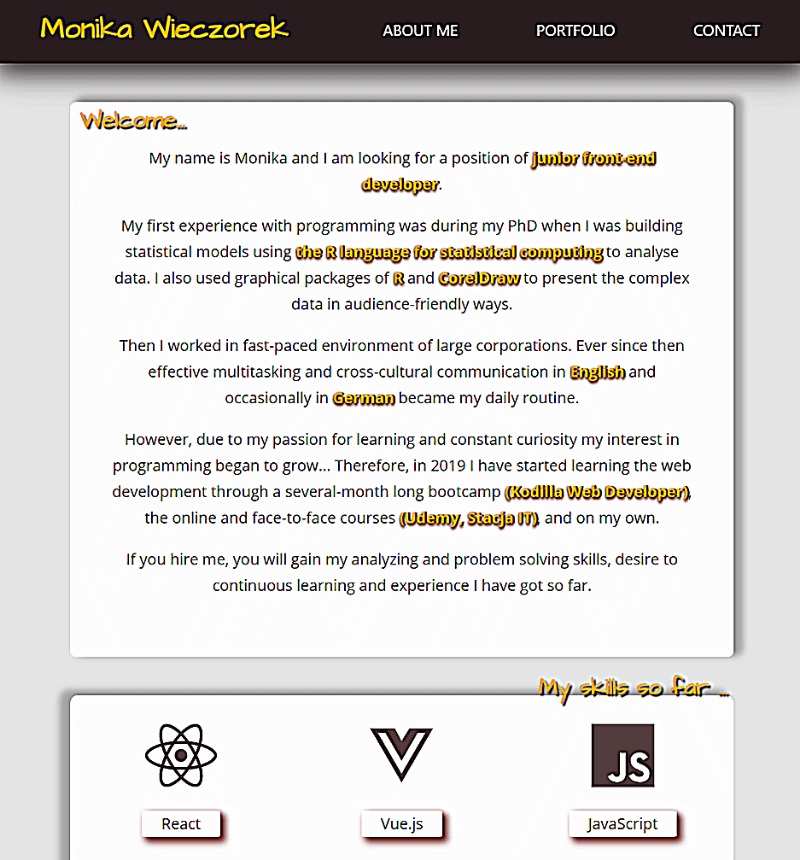 Monika Wieczorek
ABOUT ME
PORTFOLIO
CONTACT
Welcome...
My name is Monika and I am looking for a position of junior front-end
developer.
My first experience with programming was during my PhD when I was building
statistical models using the R language for statistical computing to analyse
data. I also used graphical packages of R and CorelDraw to present the complex
data in audience-friendly ways.
Then I worked in fast-paced environment of large corporations. Ever since then
effective multitasking and cross-cultural communication in English and
occasionally in German became my daily routine.
However, due to my passion for learning and constant curiosity my interest in
programming began to grow... Therefore, in 2019 I have started learning the web
development through a several-month long bootcamp (Kodilla Web Developer),
the online and face-to-face courses (Udemy, Stacja IT), and on my own.
If you hire me, you will gain my analyzing and problem solving skills, desire to
continuous learning and experience I have got so far.
My skills so far ...
JS
React
Vue.js
JavaScript